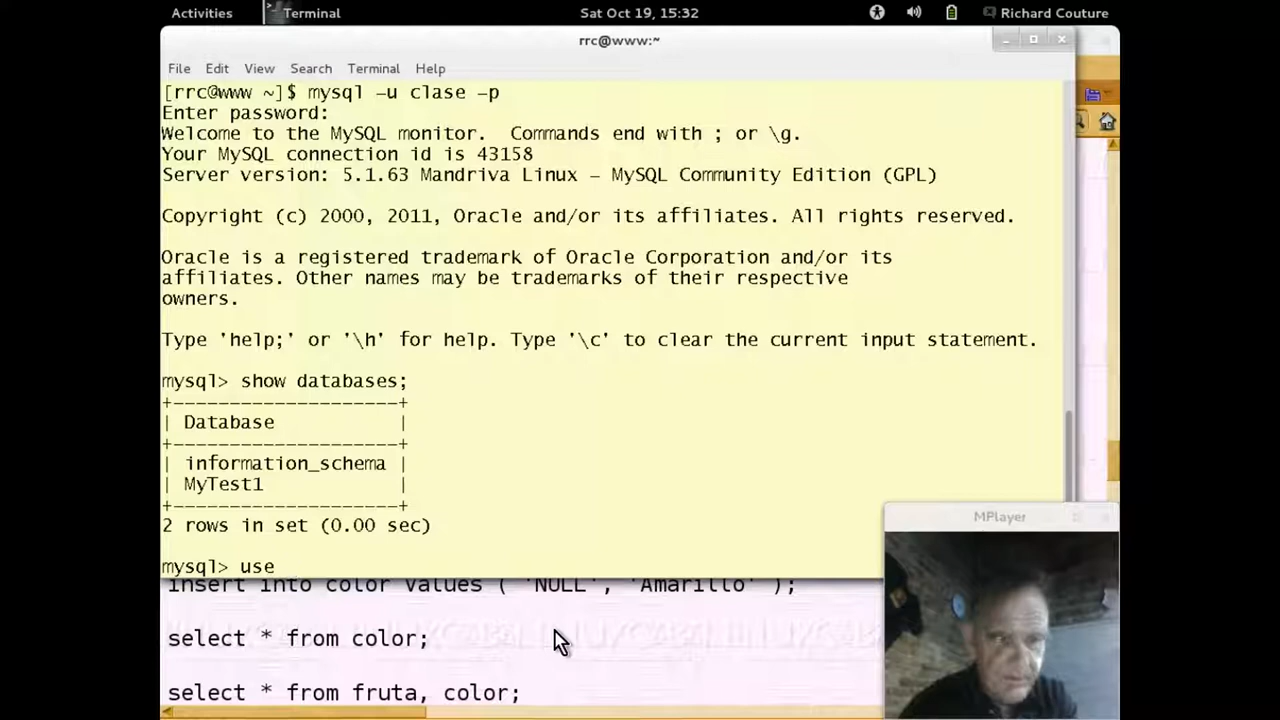 Activities Terminal Sat Oct 19, 15:32 Richard Couture
rrc@www:~
File Edit View Search Terminal Help
[rrc@www ~]$ mysql -u clase -p
Enter password:
Welcome to the MySQL monitor.  Commands end with ; or \g.
Your MySQL connection id is 43158
Server version: 5.1.63 Mandriva Linux - MySQL Community Edition (GPL)
Copyright (c) 2000, 2011, Oracle and/or its affiliates. All rights reserved.
Oracle is a registered trademark of Oracle Corporation and/or its
affiliates. Other names may be trademarks of their respective
owners.
Type 'help;' or '\h' for help. Type '\c' to clear the current input statement.
mysql> show databases;
+--------------------+
| Database           |
+--------------------+
| information_schema |
| MyTest1            |
+--------------------+
2 rows in set (0.00 sec)
mysql> use
MPlayer
insert into color values ( 'NULL', 'Amarillo' );
select * from color;
select * from fruta, color;